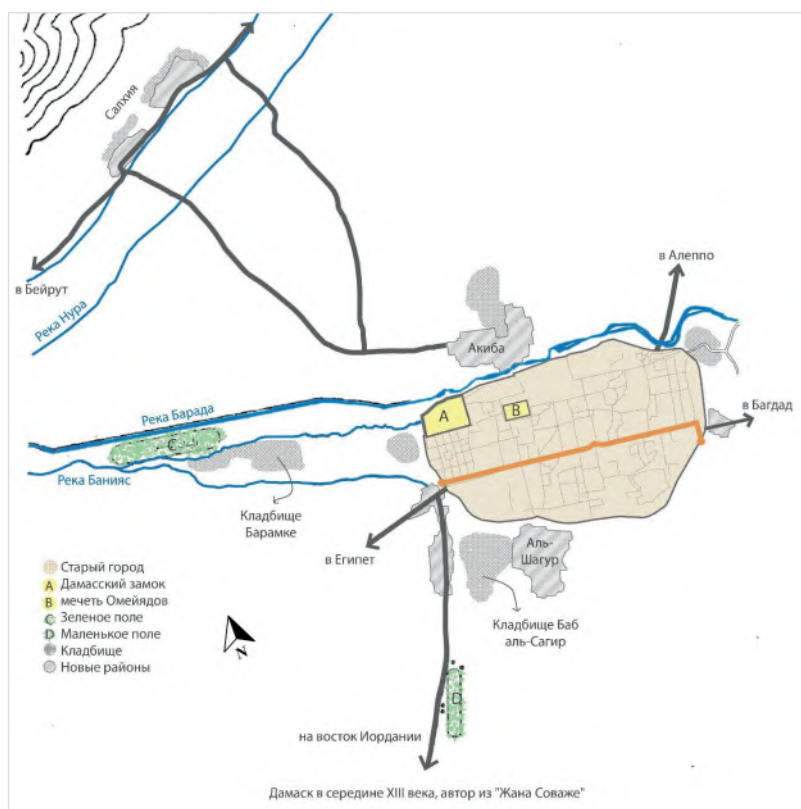 Салхия
в Бейрут
Река Нура
в Алеппо
Акиба
Река Барада
A
B
в Багдад
C
Река Банияс
Кладбище
Барамке
в Египет
Аль-
Шагур
Кладбище Баб
аль-Сагир
Старый город
A Дамасский замок
B мечеть Омейядов
C Зеленое поле
D Маленькое поле
Кладбище
Новые районы
N
D
на восток Иордании
Дамаск в середине XIII века, автор из "Жана Соваже"